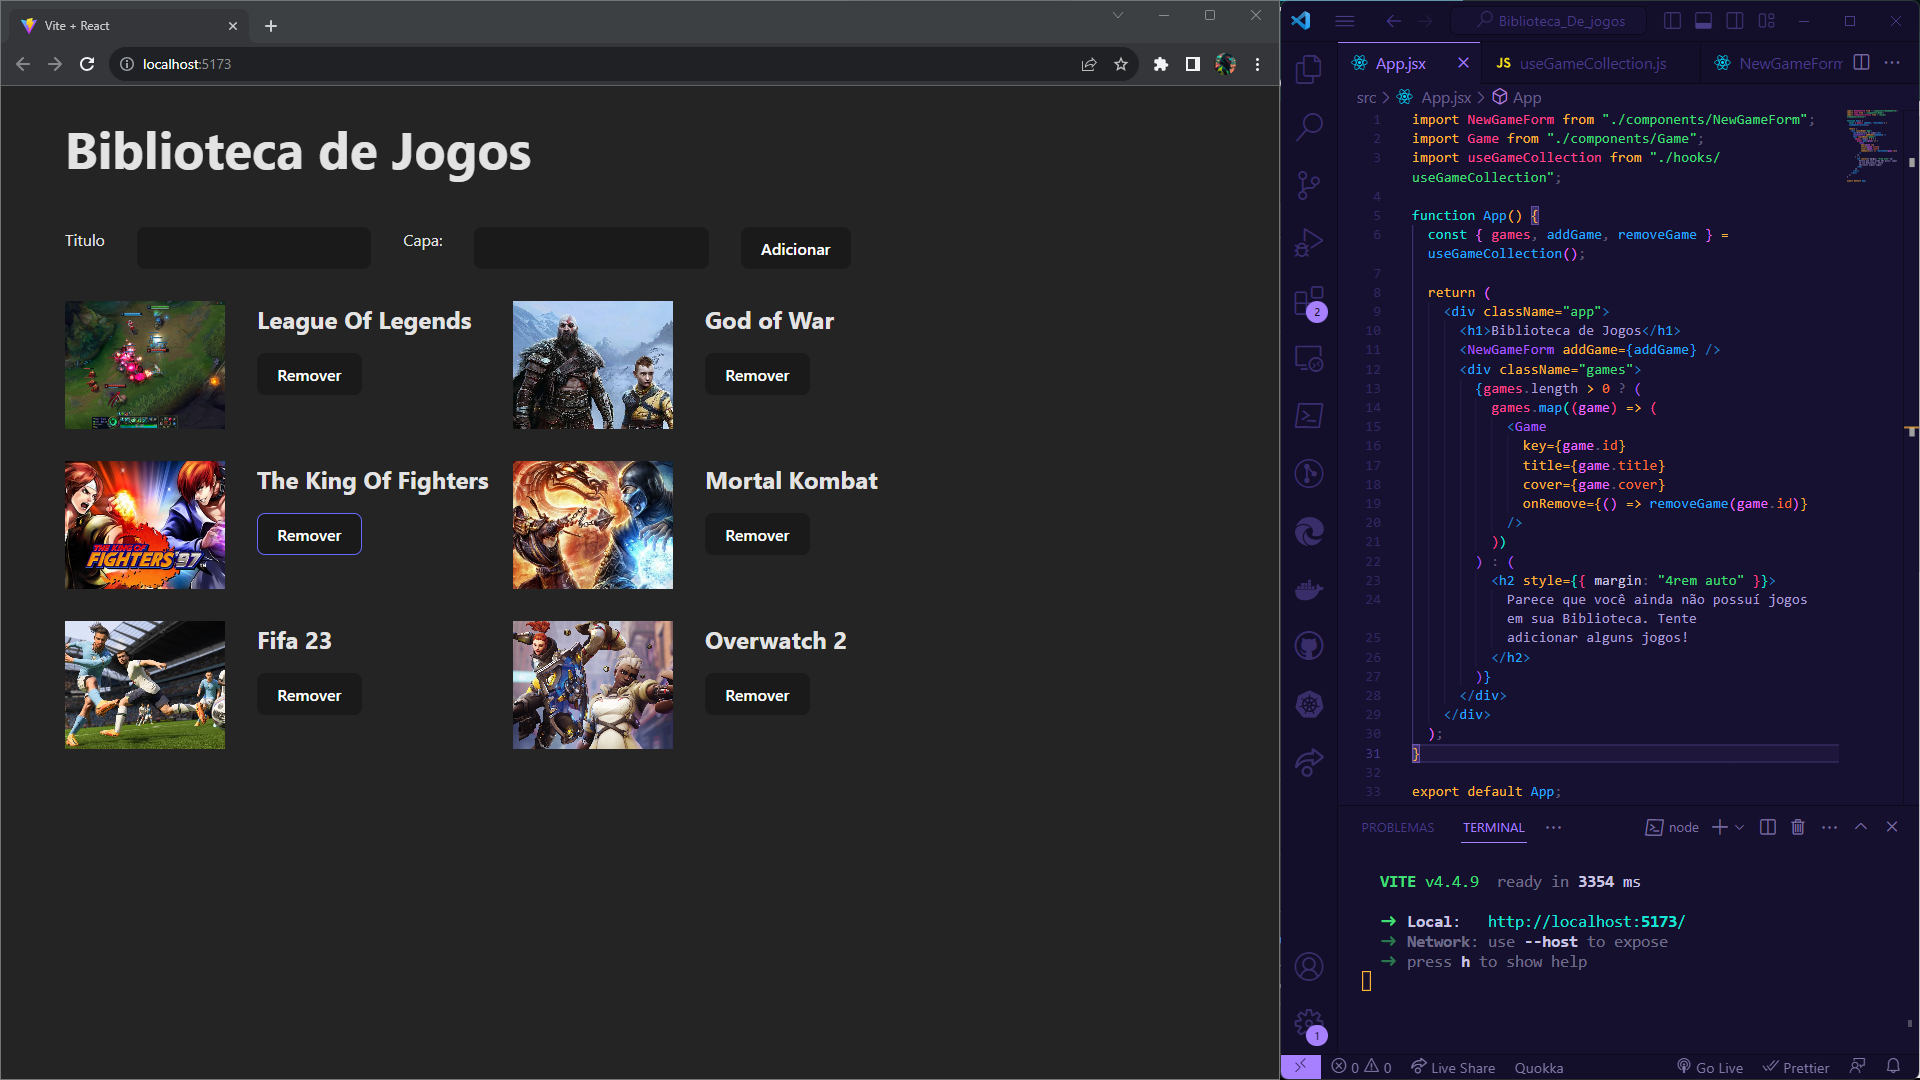 Vite + React
localhost:5173
Biblioteca de Jogos
Titulo
Capa:
Adicionar
League Of Legends
Remover
God of War
Remover
THE KING OF
FIGHTERS'97
The King Of Fighters
Remover
Mortal Kombat
Remover
Fifa 23
Remover
Overwatch 2
Remover
Biblioteca_De_jogos
App.jsx
JS useGameCollection.js
NewGameForm
src > App.jsx > App
1 import NewGameForm from "./components/NewGameForm";
2 import Game from "./components/Game";
3 import useGameCollection from "./hooks/
useGameCollection";
4
5 function App() {
6 const { games, addGame, removeGame } =
useGameCollection();
7
8 return (
9 <div className="app">
10 <h1>Biblioteca de Jogos</h1>
11 <NewGameForm addGame={addGame} />
12 <div className="games">
13 {games.length > 0 ? (
14 games.map((game) => (
15 <Game
16 key={game.id}
17 title={game.title}
18 cover={game.cover}
19 onRemove={() => removeGame(game.id)}
20 />
21 ))
22 ) : (
23 <h2 style={{ margin: "4rem auto" }}>
24 Parece que você ainda não possuí jogos
em sua Biblioteca. Tente
25 adicionar alguns jogos!
26 </h2>
27 )}
28 </div>
29 </div>
30 );
31 }
32
33 export default App;
2
PROBLEMAS
TERMINAL
node
VITE v4.4.9 ready in 3354 ms
➜ Local: http://localhost:5173/
➜ Network: use --host to expose
➜ press h to show help
1
0
0
Live Share
Quokka
Go Live
Prettier